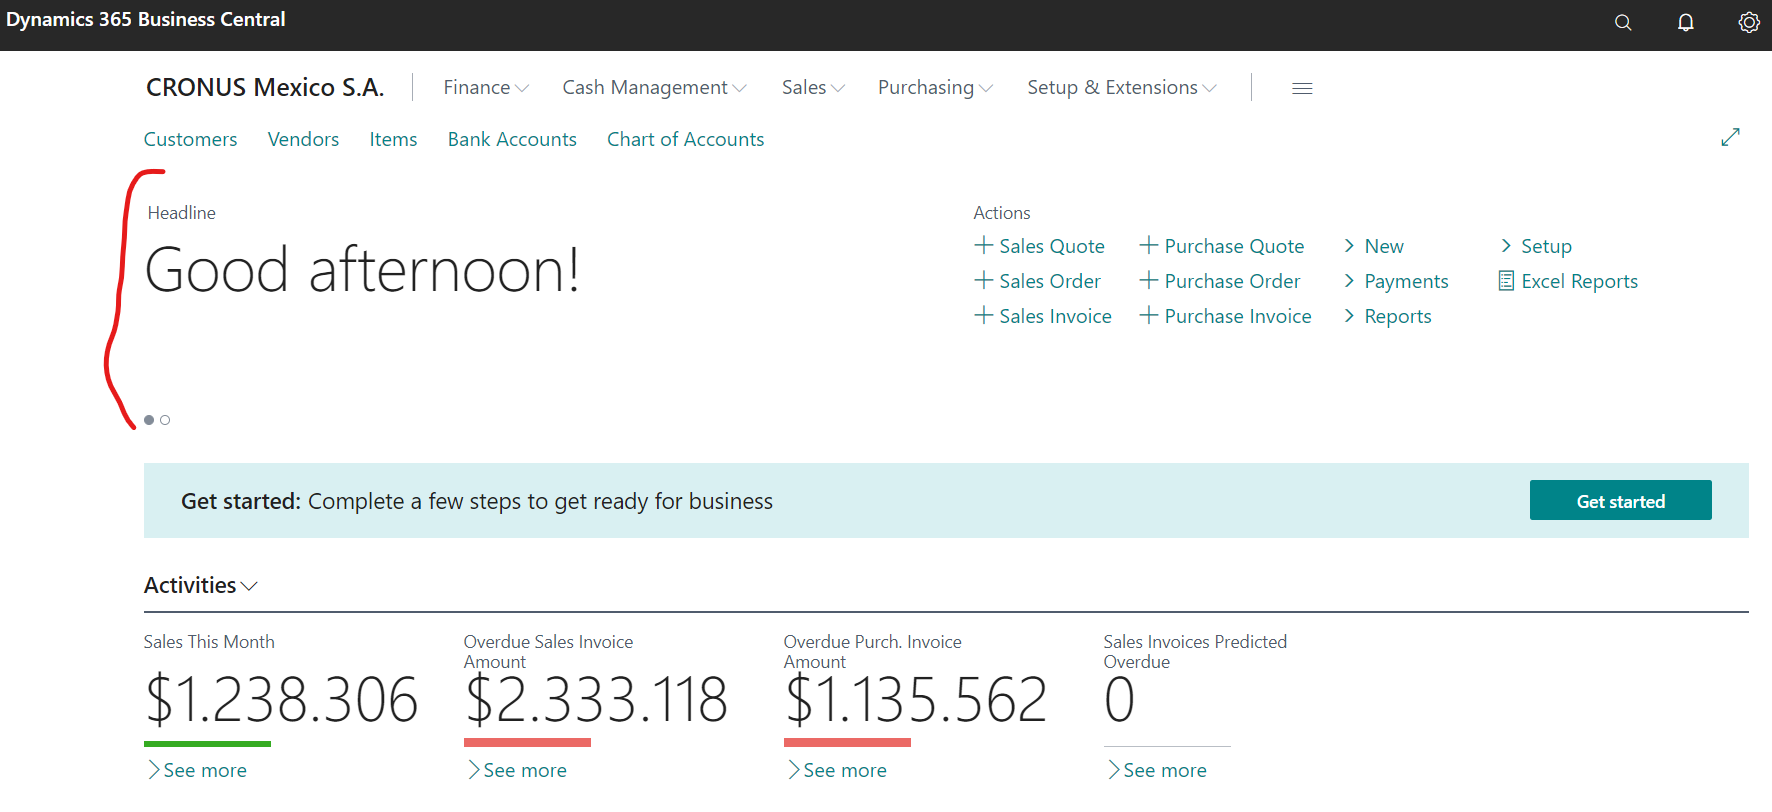 Dynamics 365 Business Central
CRONUS Mexico S.A. Finance Cash Management Sales Purchasing Setup & Extensions
Customers Vendors Items Bank Accounts Chart of Accounts
Headline
Good afternoon!
Actions
Sales Quote Purchase Quote New Setup
Sales Order Purchase Order Payments Excel Reports
Sales Invoice Purchase Invoice Reports
Get started: Complete a few steps to get ready for business
Get started
Activities
Sales This Month
$1.238.306
See more
Overdue Sales Invoice
Amount
$2.333.118
See more
Overdue Purch. Invoice
Amount
$1.135.562
See more
Sales Invoices Predicted
Overdue
0
See more